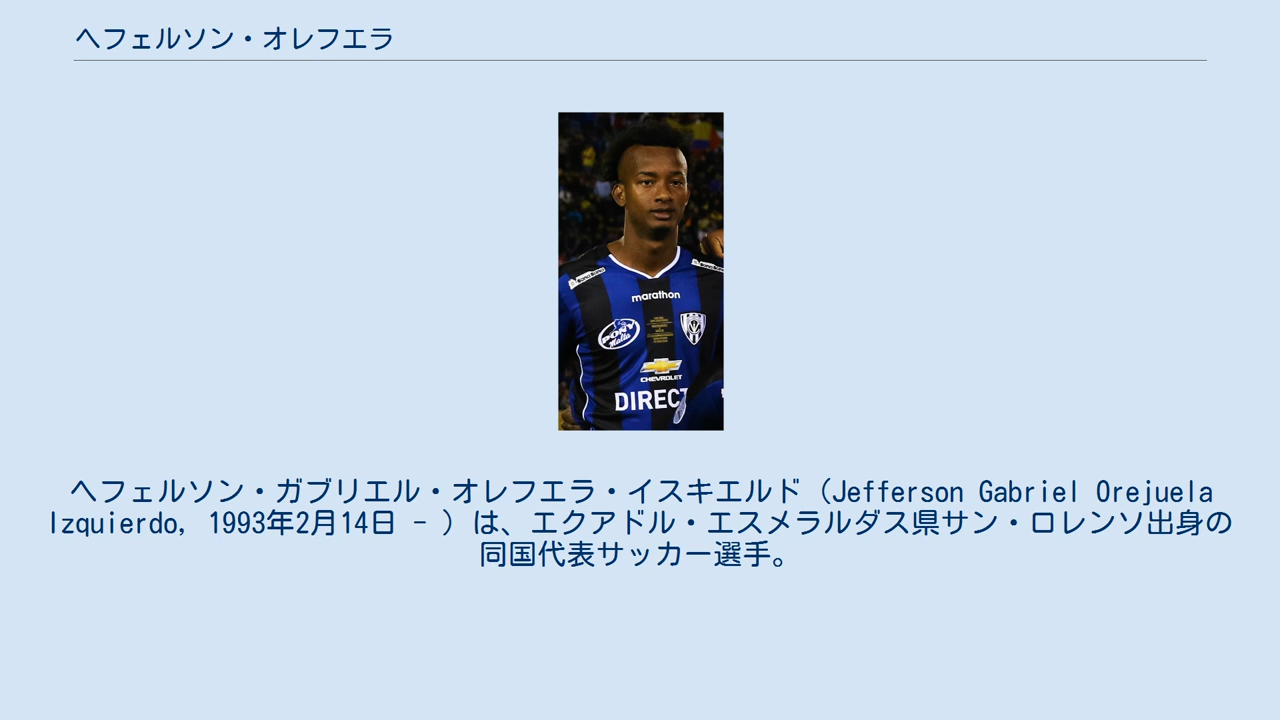 ヘフェルソン・オレフエラ
marathon
PONY
Malta
CHEVROLET
DIRECT
ヘフェルソン・ガブリエル・オレフエラ・イスキエルド（Jefferson Gabriel Orejuela
Izquierdo, 1993年2月14日 - ）は、エクアドル・エスメラルダス県サン・ロレンソ出身の
同国代表サッカー選手。